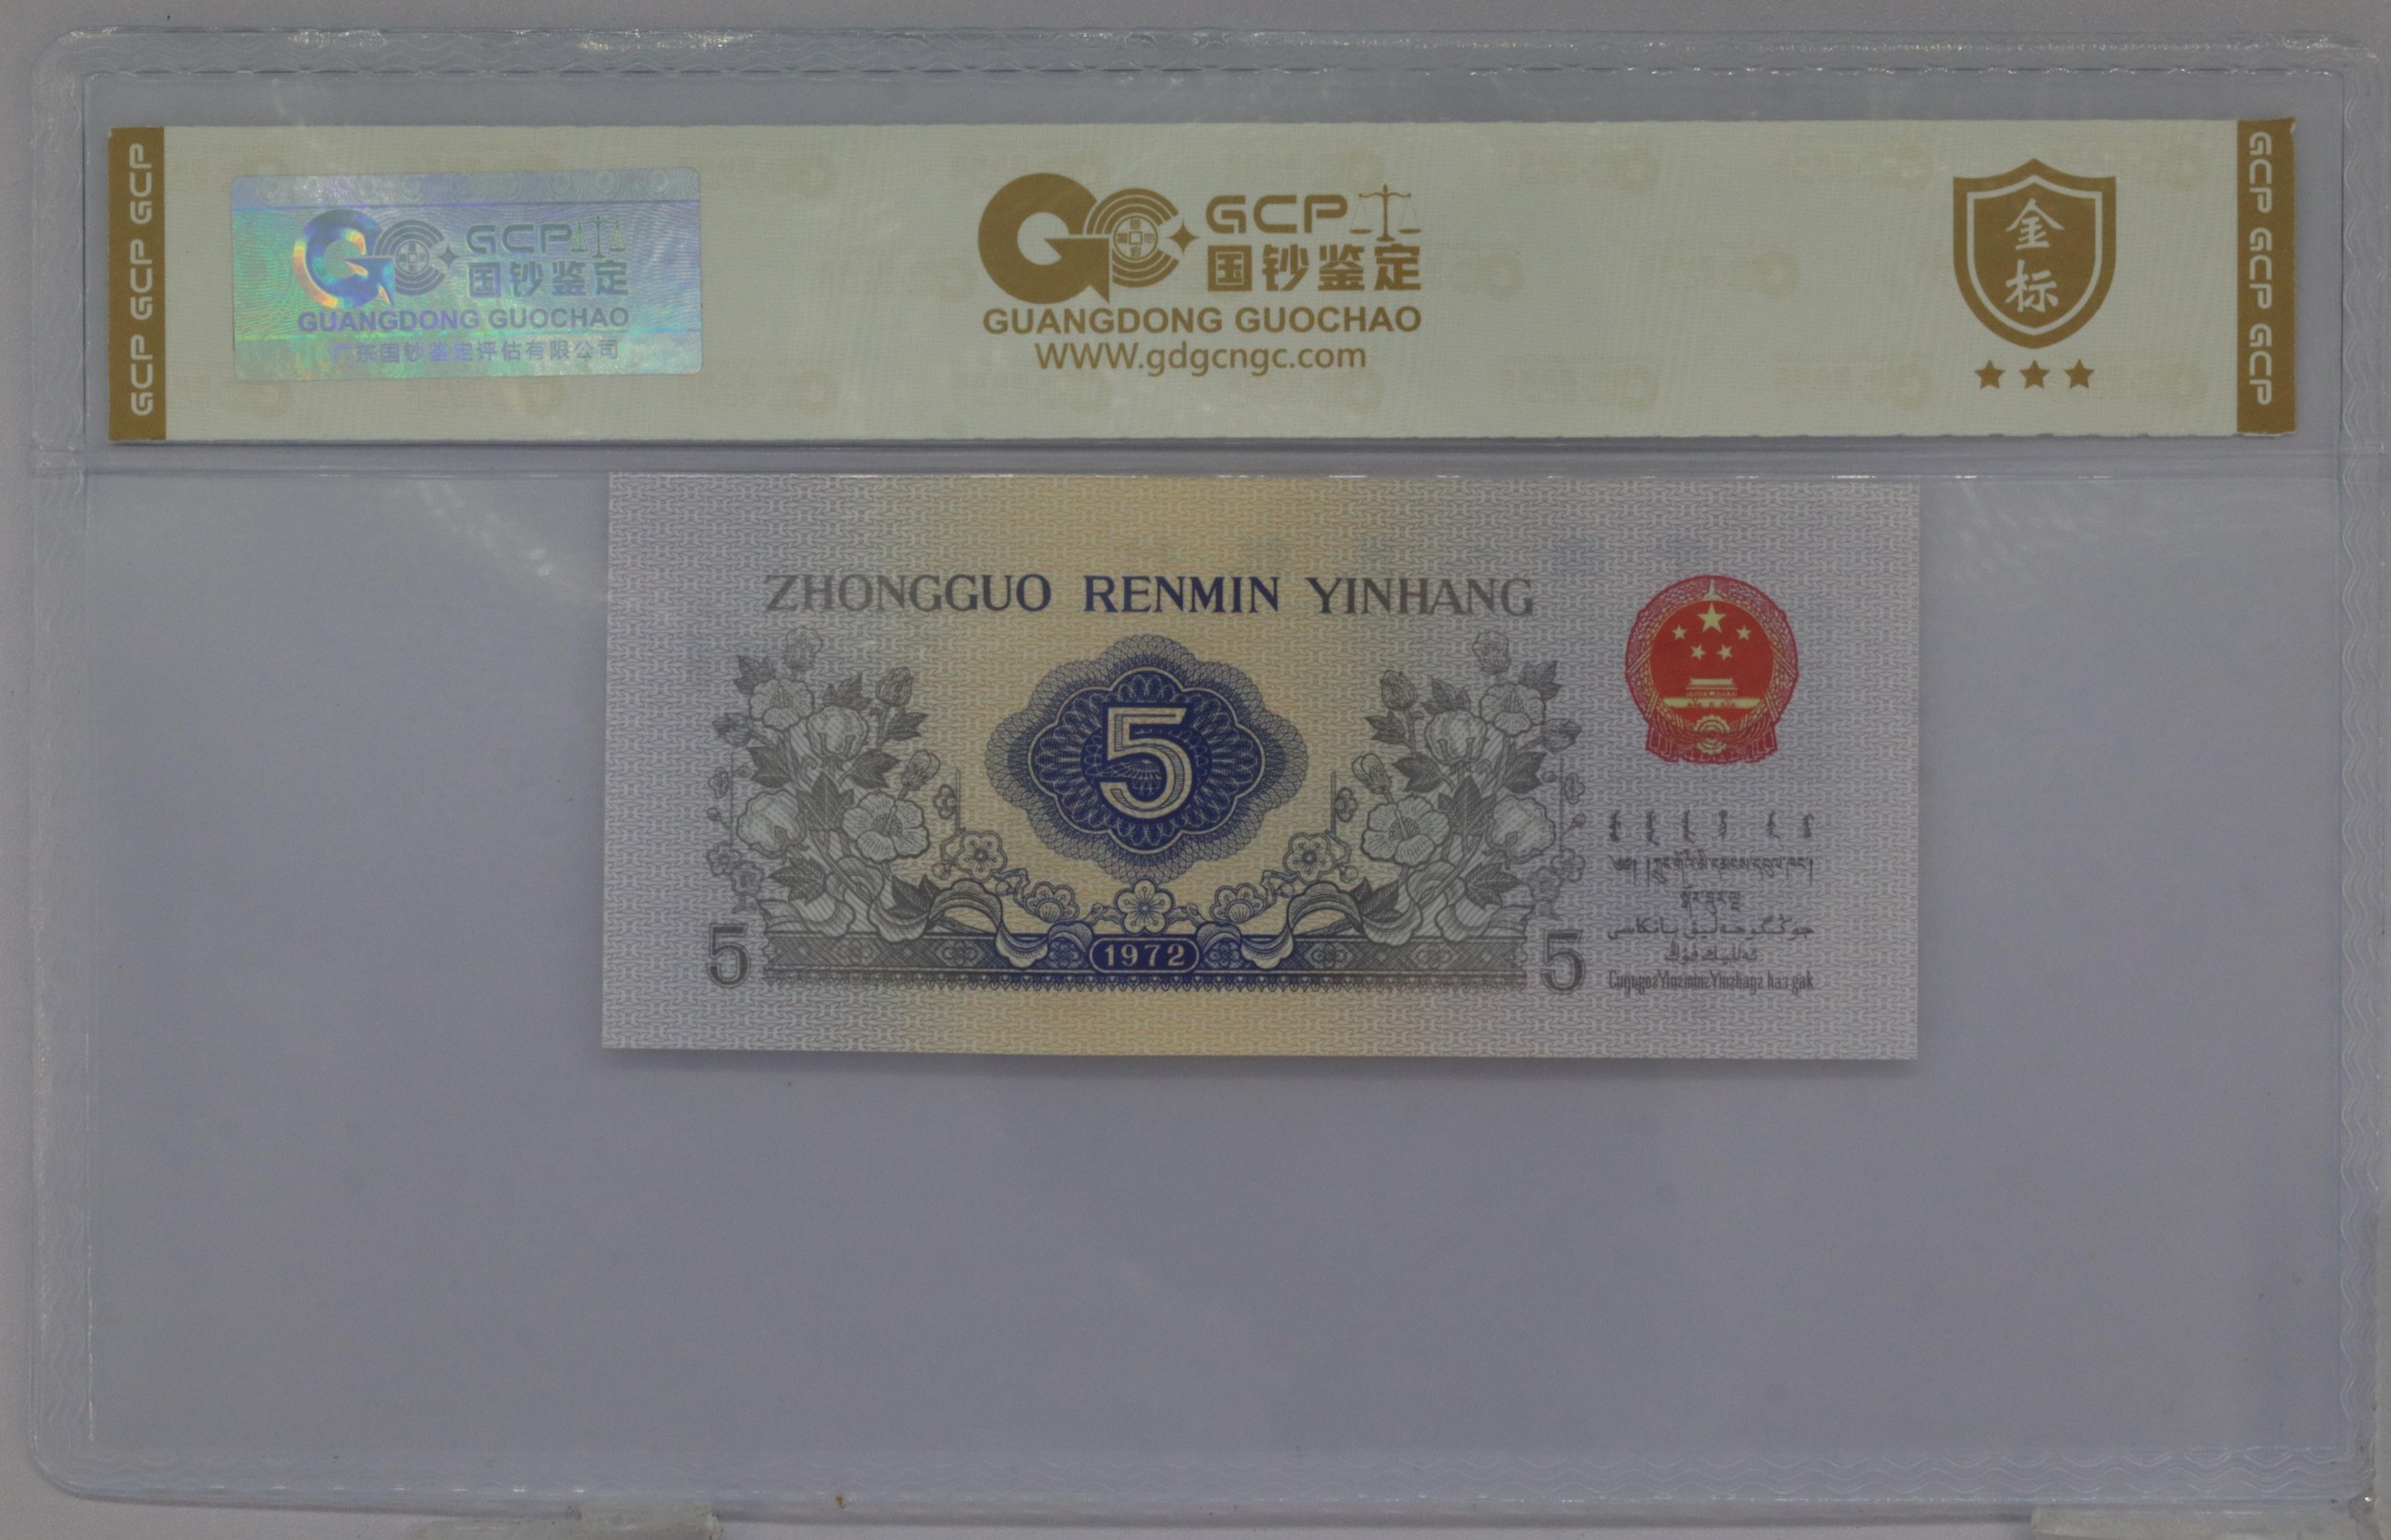 GCP GCP GCP
GCP
国钞鉴定
GUANGDONG GUOCHAO
广东国钞鉴定评估有限公司
GCP
国钞鉴定
GUANGDONG GUOCHAO
WWW.gdgcngc.com
金
标
GCP GCP GCP
ZHONGGUO RENMIN YINHANG
5
1972
5
5